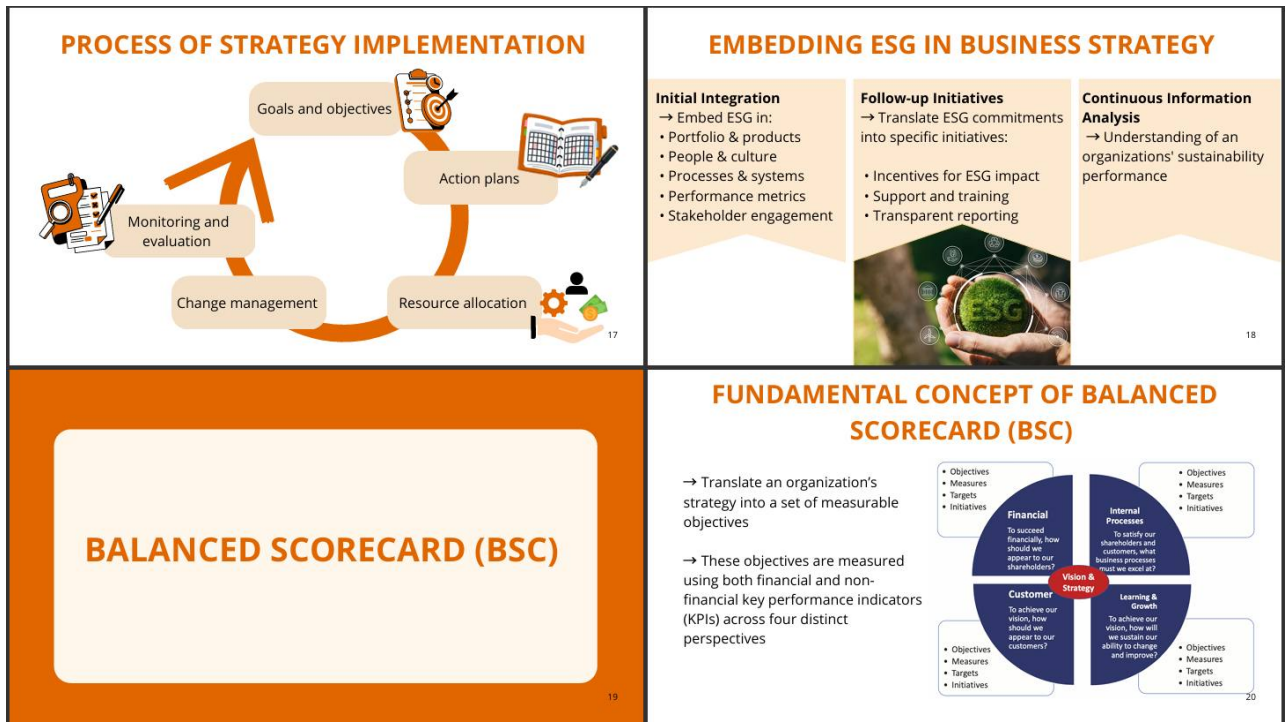 PROCESS OF STRATEGY IMPLEMENTATION
Goals and objectives
Action plans
Resource allocation
Change management
Monitoring and
evaluation
17
EMBEDDING ESG IN BUSINESS STRATEGY
Initial Integration
→ Embed ESG in:
• Portfolio & products
• People & culture
• Processes & systems
• Performance metrics
• Stakeholder engagement
Follow-up Initiatives
→ Translate ESG commitments
into specific initiatives:
• Incentives for ESG impact
• Support and training
• Transparent reporting
ESG
Continuous Information
Analysis
→ Understanding of an
organizations' sustainability
performance
18
BALANCED SCORECARD (BSC)
19
FUNDAMENTAL CONCEPT OF BALANCED
SCORECARD (BSC)
→ Translate an organization’s
strategy into a set of measurable
objectives
→ These objectives are measured
using both financial and non-
financial key performance indicators
(KPIs) across four distinct
perspectives
• Objectives
• Measures
• Targets
• Initiatives
Financial
To succeed
financially, how
should we
appear to our
shareholders?
• Objectives
• Measures
• Targets
• Initiatives
Internal
Processes
To satisfy our
shareholders and
customers, what
business processes
must we excel at?
Vision &
Strategy
Customer
To achieve our
vision, how
should we
appear to our
customers?
• Objectives
• Measures
• Targets
• Initiatives
Learning &
Growth
To achieve our
vision, how will
we sustain our
ability to change
and improve?
• Objectives
• Measures
• Targets
• Initiatives
20